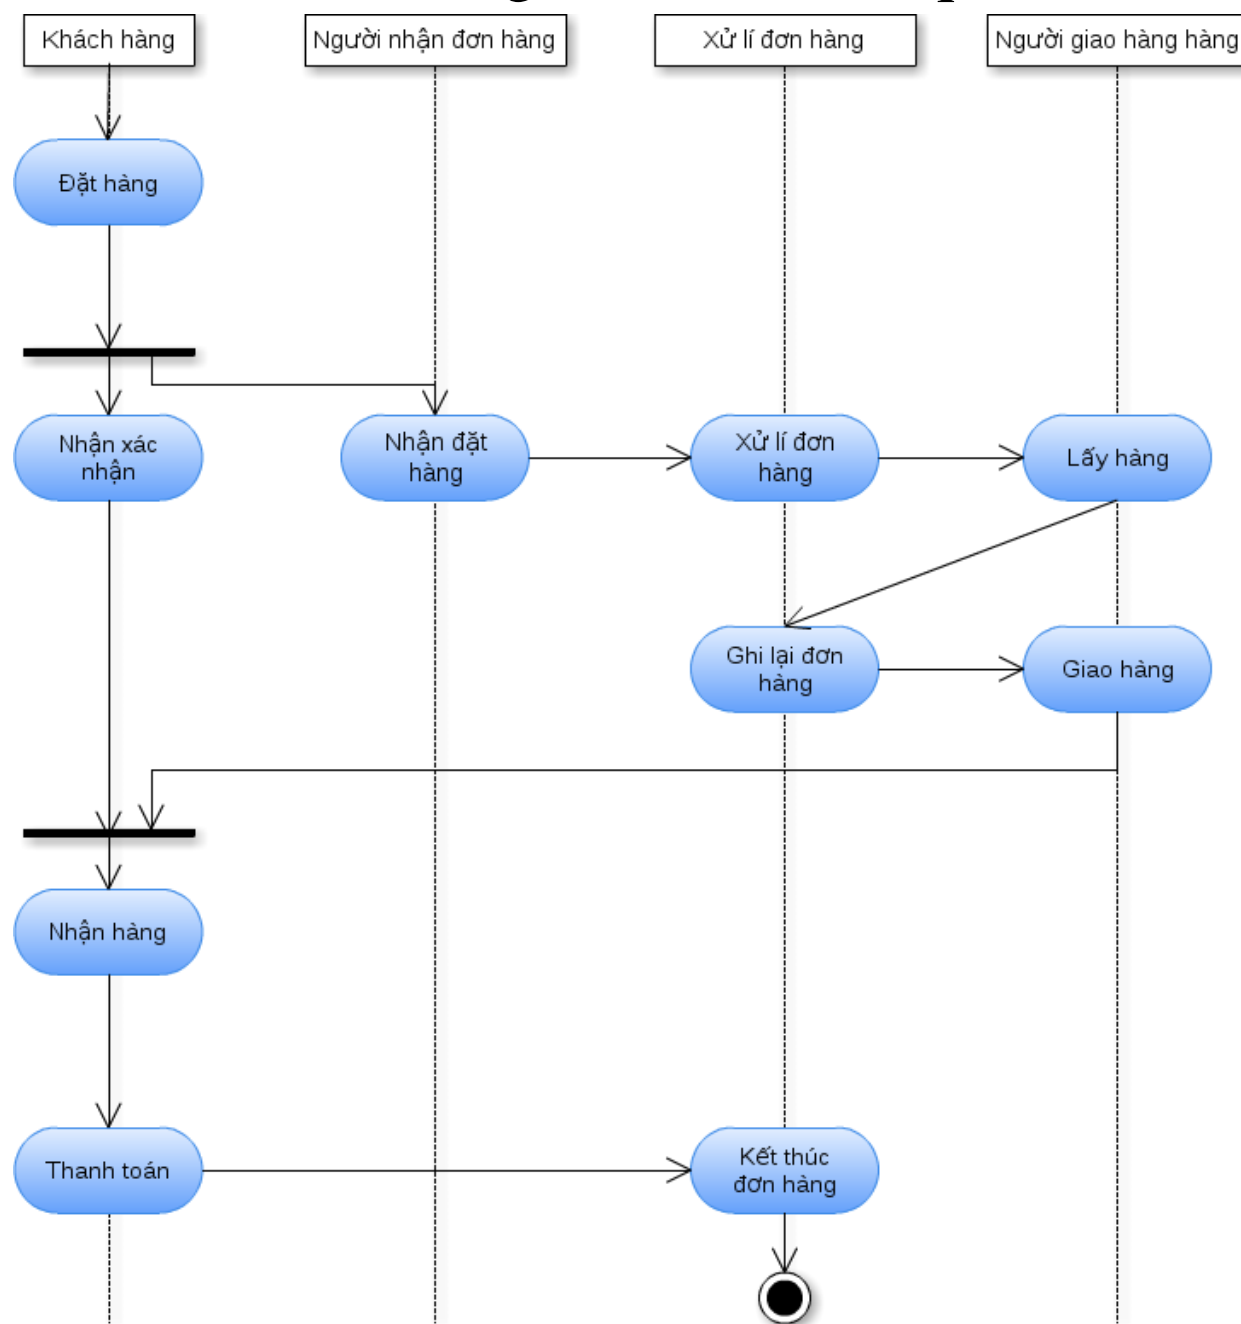 Khách hàng
Người nhận đơn hàng
Xử lí đơn hàng
Người giao hàng hàng
Đặt hàng
Nhận xác
nhận
Nhận đặt
hàng
Xử lí đơn
hàng
Lấy hàng
Ghi lại đơn
hàng
Giao hàng
Nhận hàng
Thanh toán
Kết thúc
đơn hàng